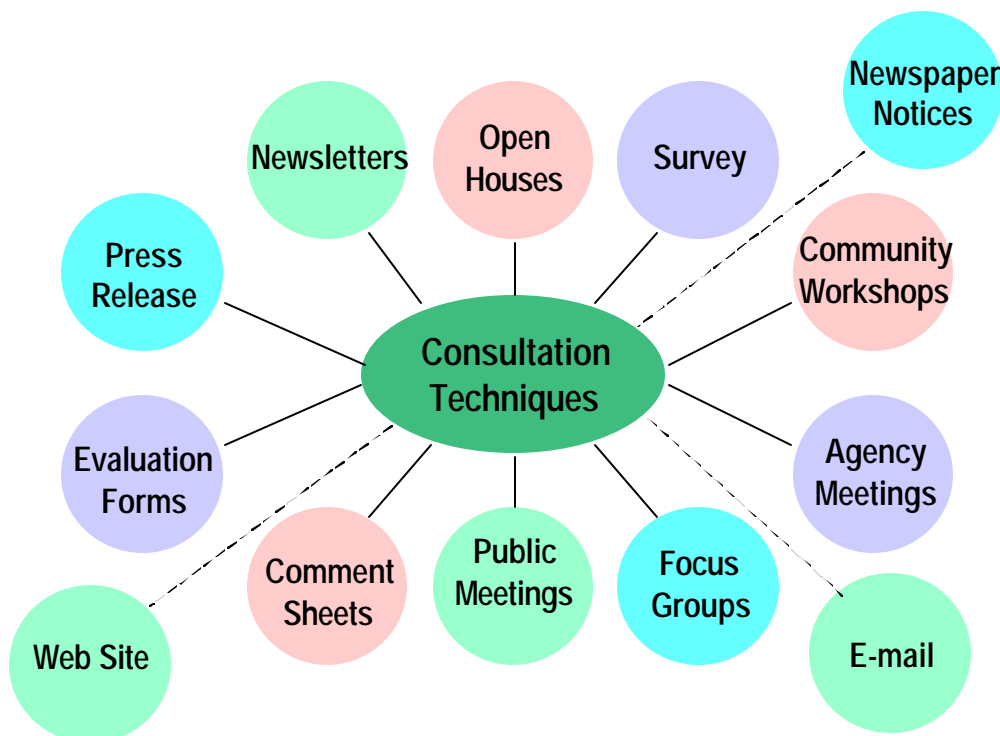 Newspaper
Notices
Newsletters
Open
Houses
Survey
Press
Release
Community
Workshops
Consultation
Techniques
Evaluation
Forms
Agency
Meetings
Comment
Sheets
Public
Meetings
Focus
Groups
Web Site
E-mail